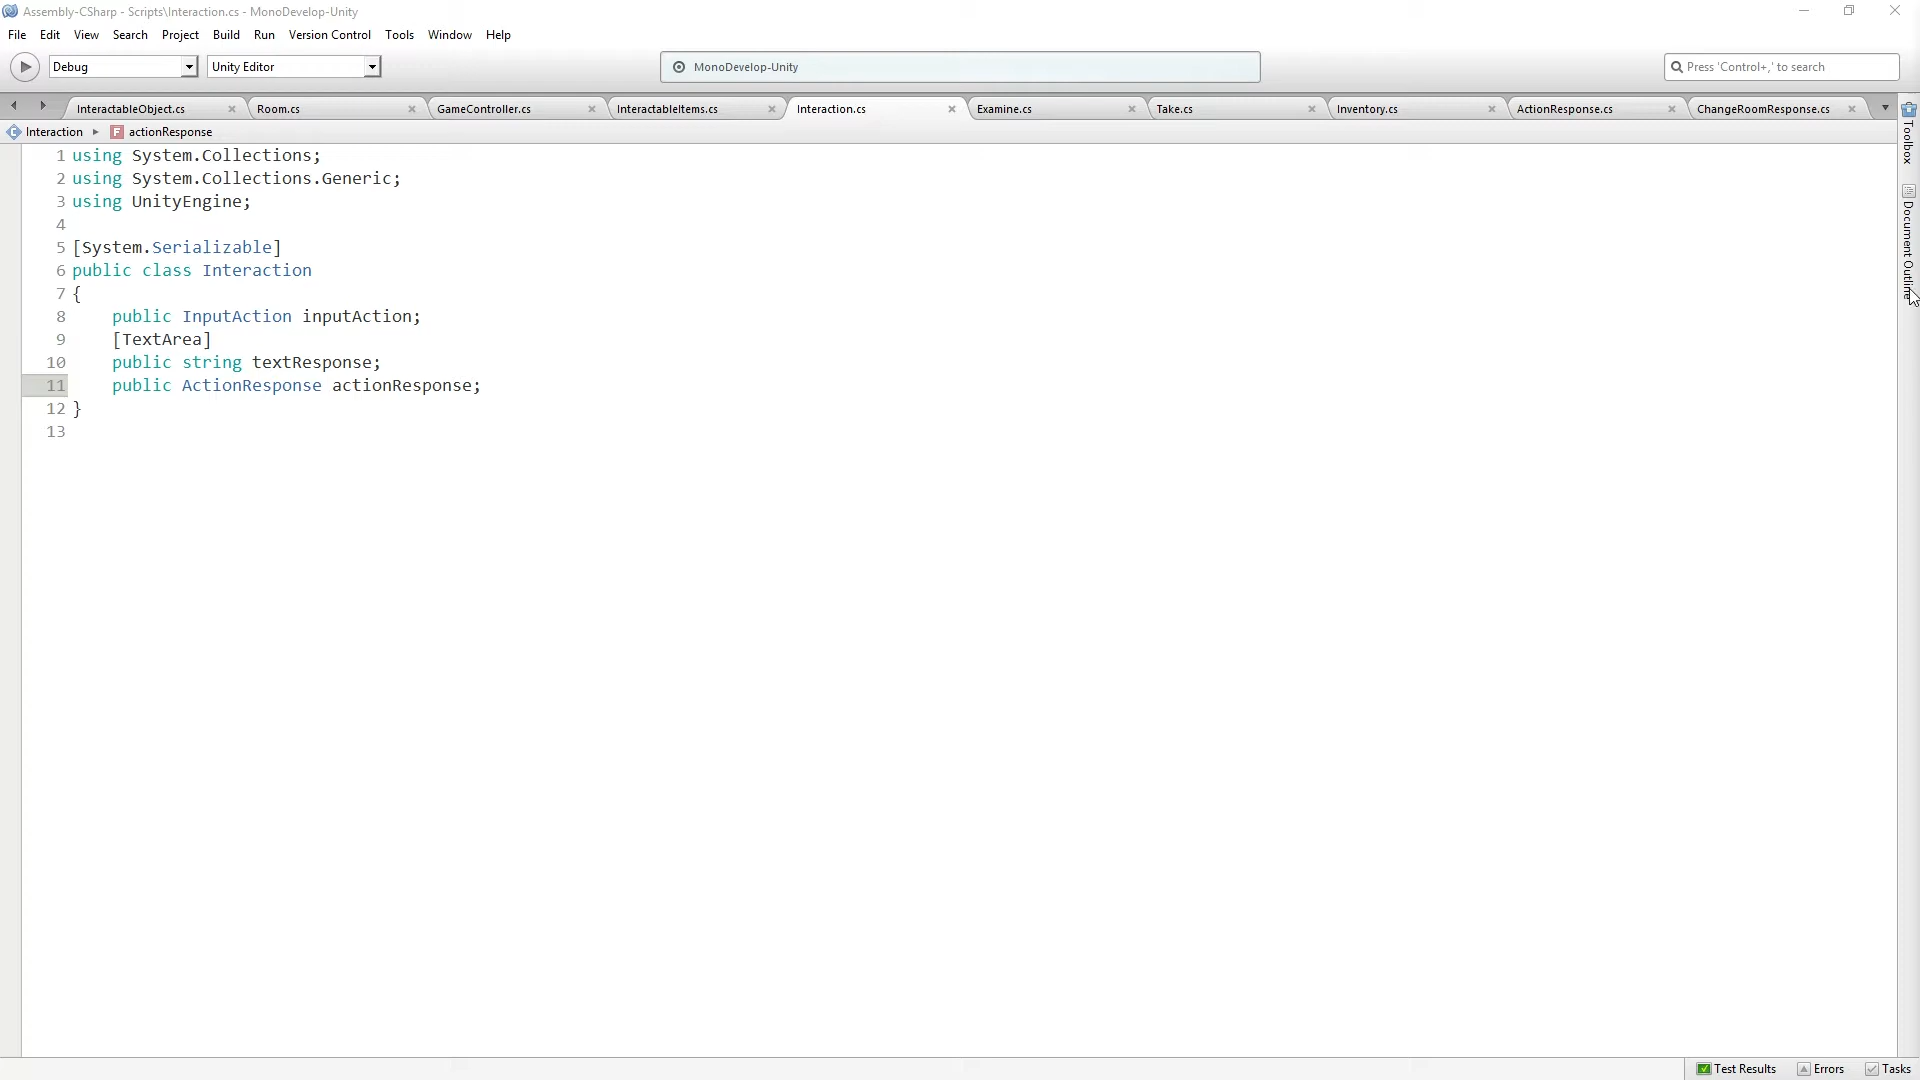 Assembly-CSharp - Scripts\Interaction.cs - MonoDevelop-Unity
File Edit View Search Project Build Run Version Control Tools Window Help
Debug Unity Editor MonoDevelop-Unity Press 'Control+,' to search
InteractableObject.cs Room.cs GameController.cs InteractableItems.cs Interaction.cs Examine.cs Take.cs Inventory.cs ActionResponse.cs ChangeRoomResponse.cs
Interaction F actionResponse
1 using System.Collections;
2 using System.Collections.Generic;
3 using UnityEngine;
4
5 [System.Serializable]
6 public class Interaction
7 {
8 public InputAction inputAction;
9 [TextArea]
10 public string textResponse;
11 public ActionResponse actionResponse;
12 }
13
Toolbox
Document Outline
Test Results Errors Tasks